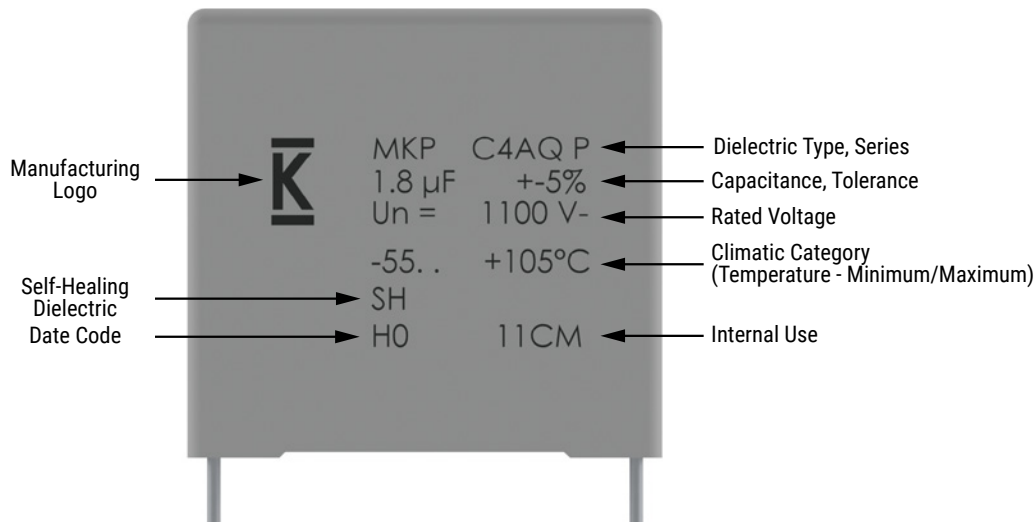 MKP C4AQ P
1.8 µF +-5%
Un = 1100 V-
-55. . +105°C
SH
H0 11CM
K
Manufacturing
Logo
Self-Healing
Dielectric
Date Code
Dielectric Type, Series
Capacitance, Tolerance
Rated Voltage
Climatic Category
(Temperature - Minimum/Maximum)
Internal Use